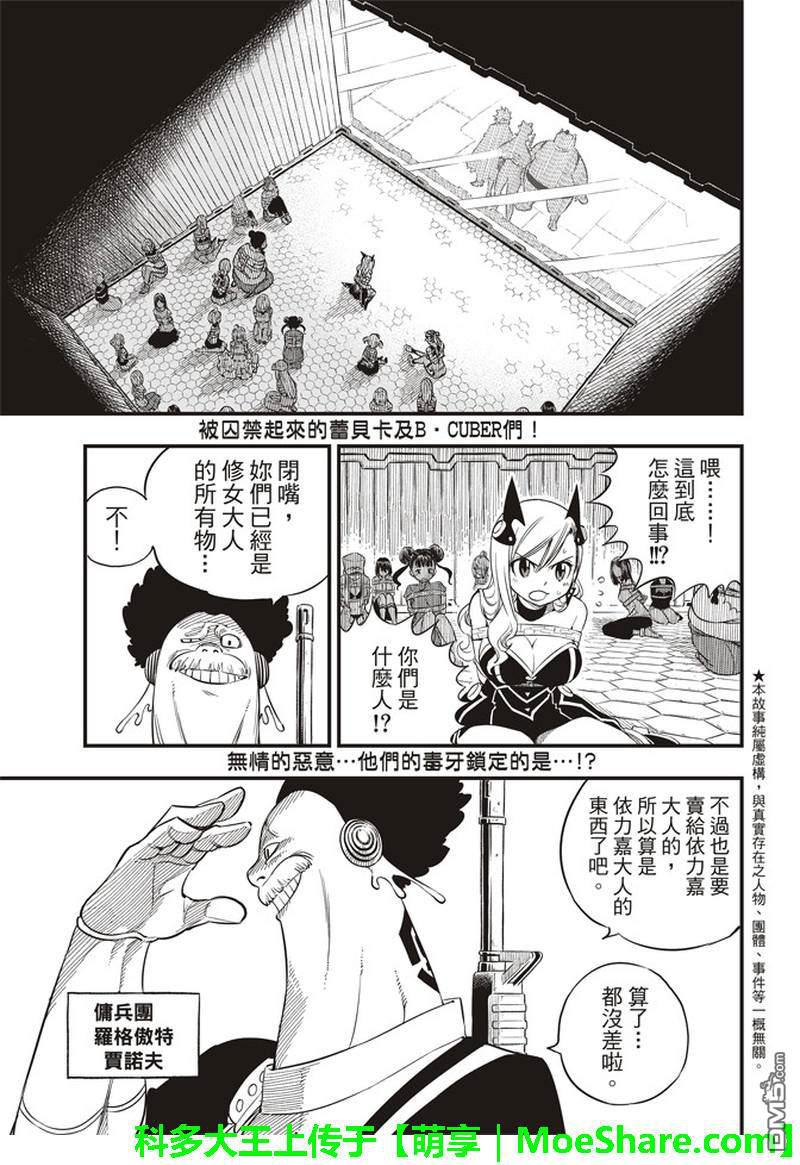 被囚禁起來的蕾貝卡及B・CUBER們！
喂……！
這到底
怎麼回事
!!?
你們是
什麼人!?
閉嘴，
妳們已經是
修女大人
的所有物…
不！
無情的惡意…他們的毒牙鎖定的是…!?
不過也是要
賣給依力嘉
大人的，
所以算是
依力嘉大人的
東西了吧。
算了…
都沒差啦。
傭兵團
羅格傲特
賈諾夫
★本故事純屬虛構，與真實存在之人物、團體、事件等一概無關。
DM5.com
科多大王上传于【萌享｜MoeShare.com】